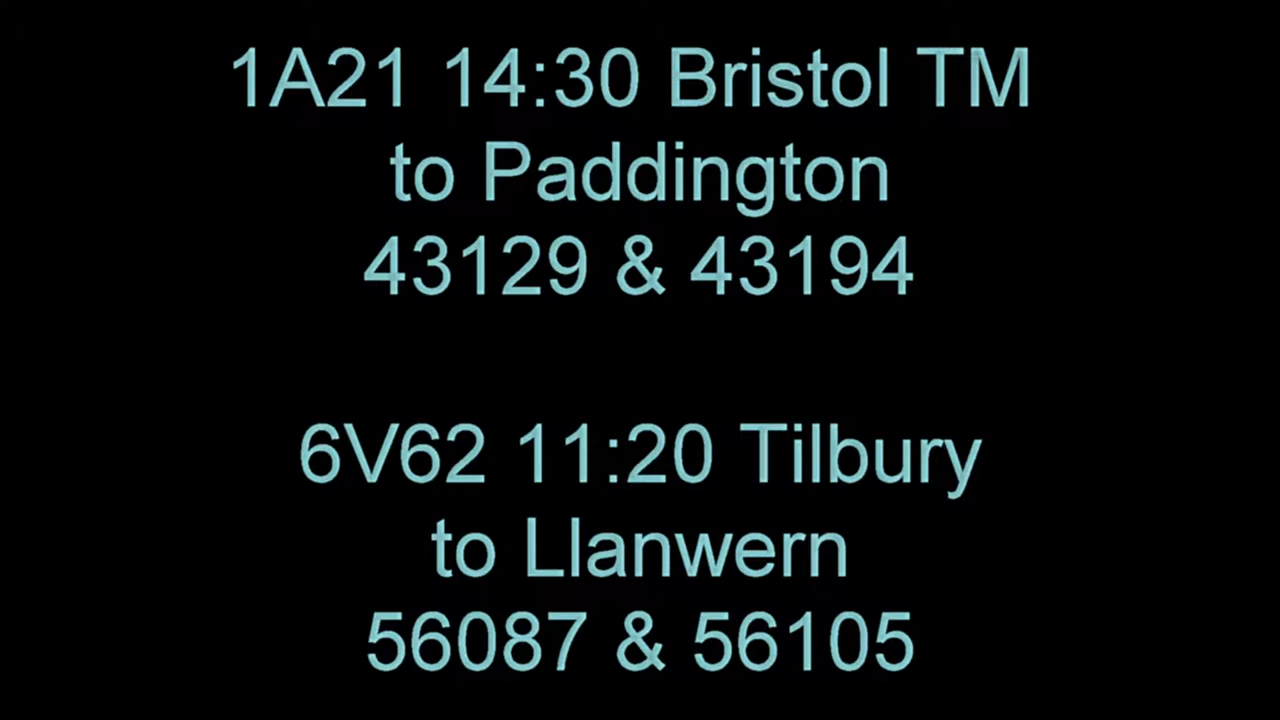 1A21 14:30 Bristol TM
to Paddington
43129 & 43194
6V62 11:20 Tilbury
to Llanwern
56087 & 56105